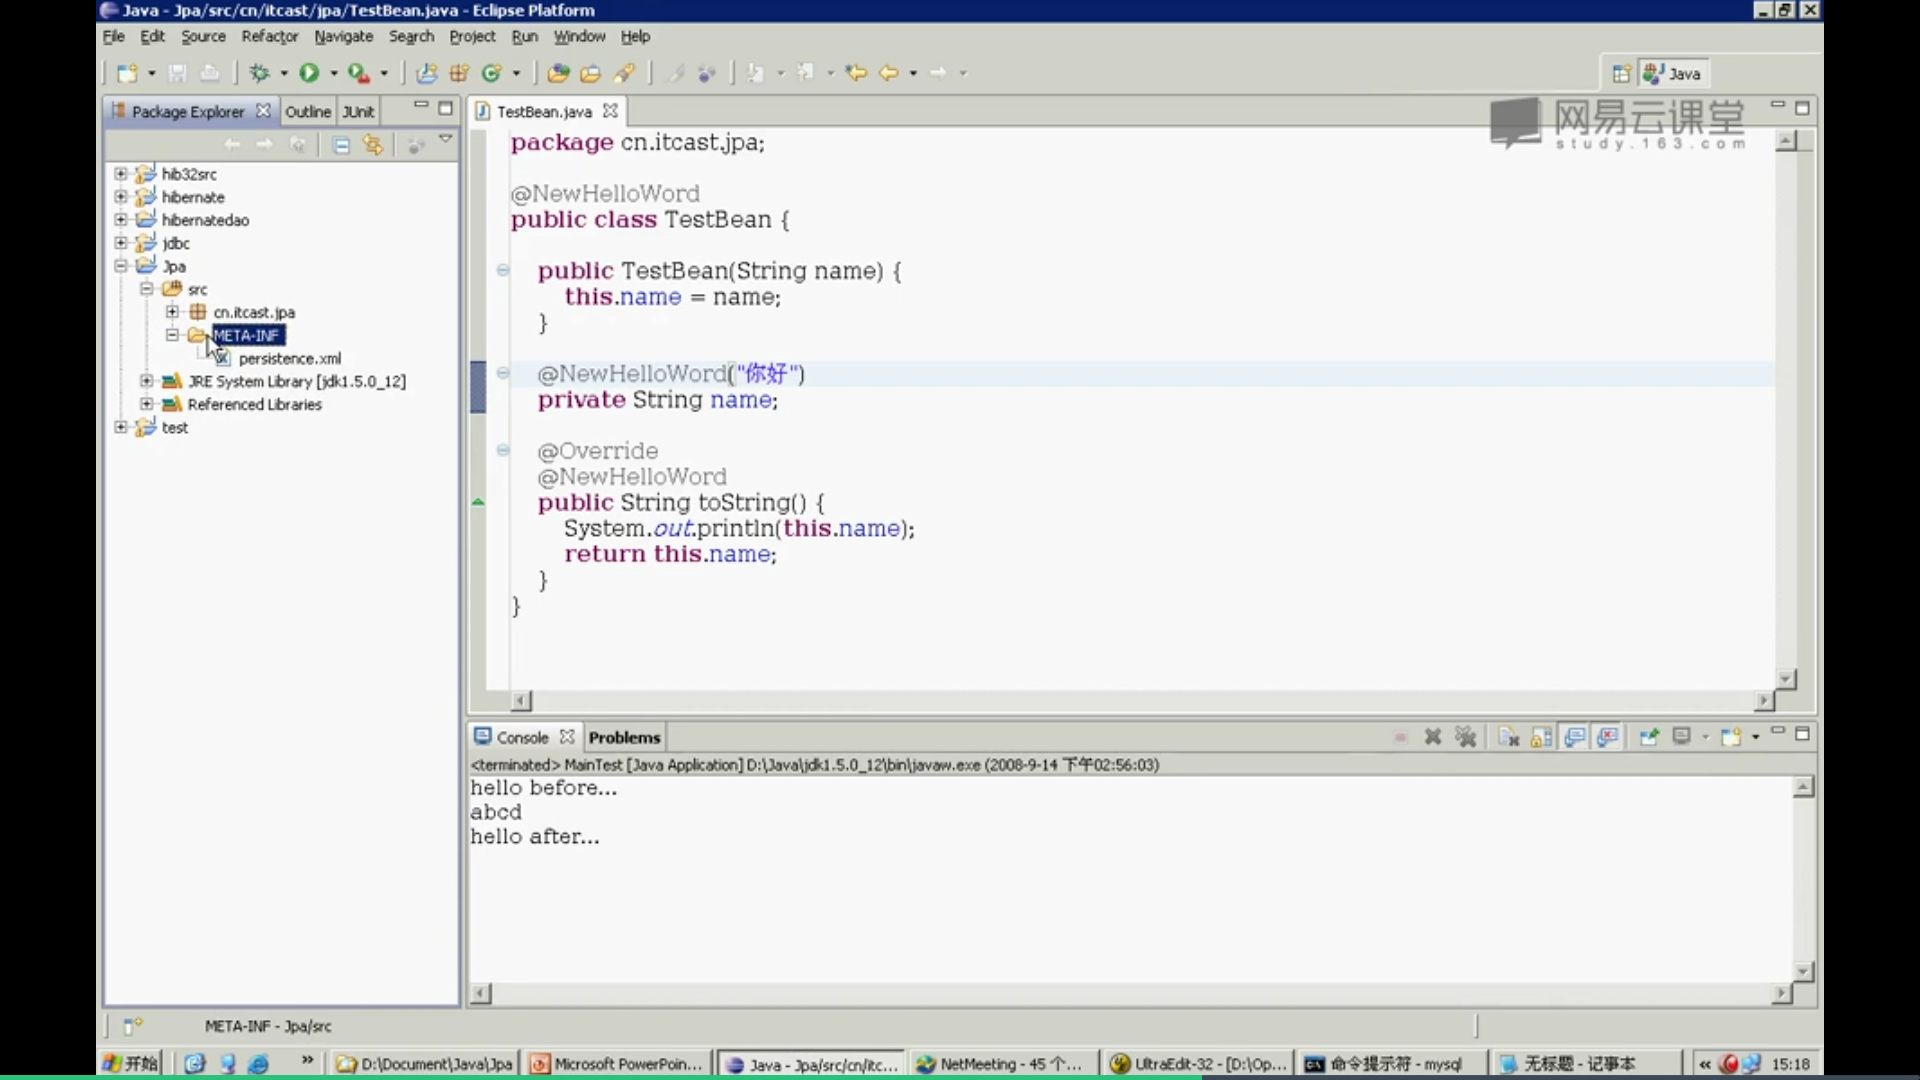 Java - Jpa/src/cn/itcast/jpa/TestBean.java - Eclipse Platform
File Edit Source Refactor Navigate Search Project Run Window Help
Java
Package Explorer Outline JUnit
TestBean.java
网易云课堂
study.163.com
hib32src
hibernate
hibernatedao
jdbc
Jpa
src
cn.itcast.jpa
META-INF
persistence.xml
JRE System Library [jdk1.5.0_12]
Referenced Libraries
test
package cn.itcast.jpa;
@NewHelloWord
public class TestBean {
public TestBean(String name) {
this.name = name;
}
@NewHelloWord("你好")
private String name;
@Override
@NewHelloWord
public String toString() {
System.out.println(this.name);
return this.name;
}
}
Console Problems
<terminated> MainTest [Java Application] D:\Java\jdk1.5.0_12\bin\javaw.exe (2008-9-14 下午02:56:03)
hello before...
abcd
hello after...
META-INF - Jpa/src
开始 » D:\Document\Java\Jpa Microsoft PowerPoin... Java - Jpa/src/cn/itc... NetMeeting - 45 个... UltraEdit-32 - [D:\Op... 命令提示符 - mysql 无标题 - 记事本 « 15:18